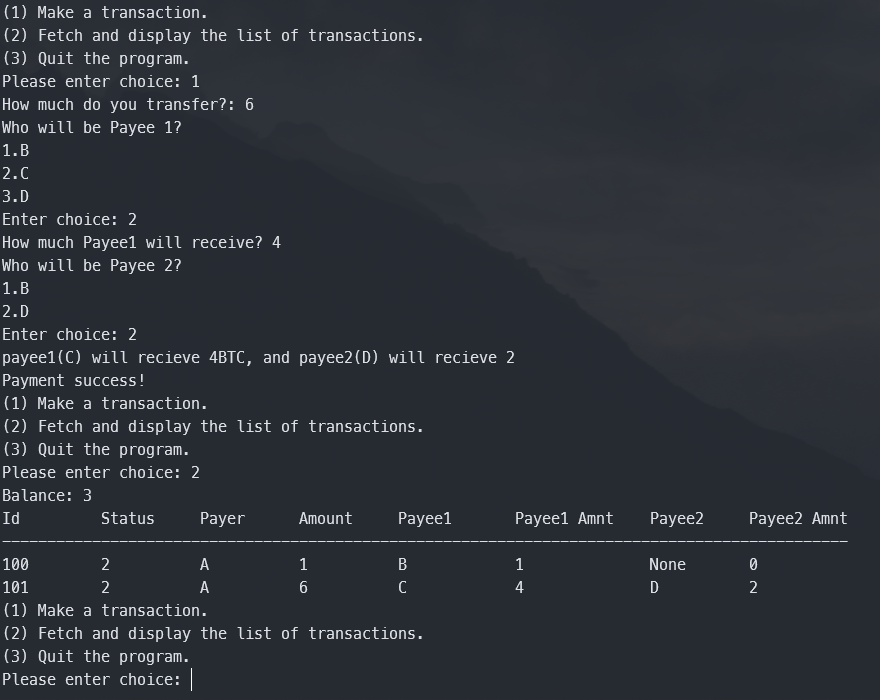 (1) Make a transaction.
(2) Fetch and display the list of transactions.
(3) Quit the program.
Please enter choice: 1
How much do you transfer?: 6
Who will be Payee 1?
1.B
2.C
3.D
Enter choice: 2
How much Payee1 will receive? 4
Who will be Payee 2?
1.B
2.D
Enter choice: 2
payee1(C) will recieve 4BTC, and payee2(D) will recieve 2
Payment success!
(1) Make a transaction.
(2) Fetch and display the list of transactions.
(3) Quit the program.
Please enter choice: 2
Balance: 3
Id Status Payer Amount Payee1 Payee1 Amnt Payee2 Payee2 Amnt
100 2 A 1 B 1 None 0
101 2 A 6 C 4 D 2
(1) Make a transaction.
(2) Fetch and display the list of transactions.
(3) Quit the program.
Please enter choice: